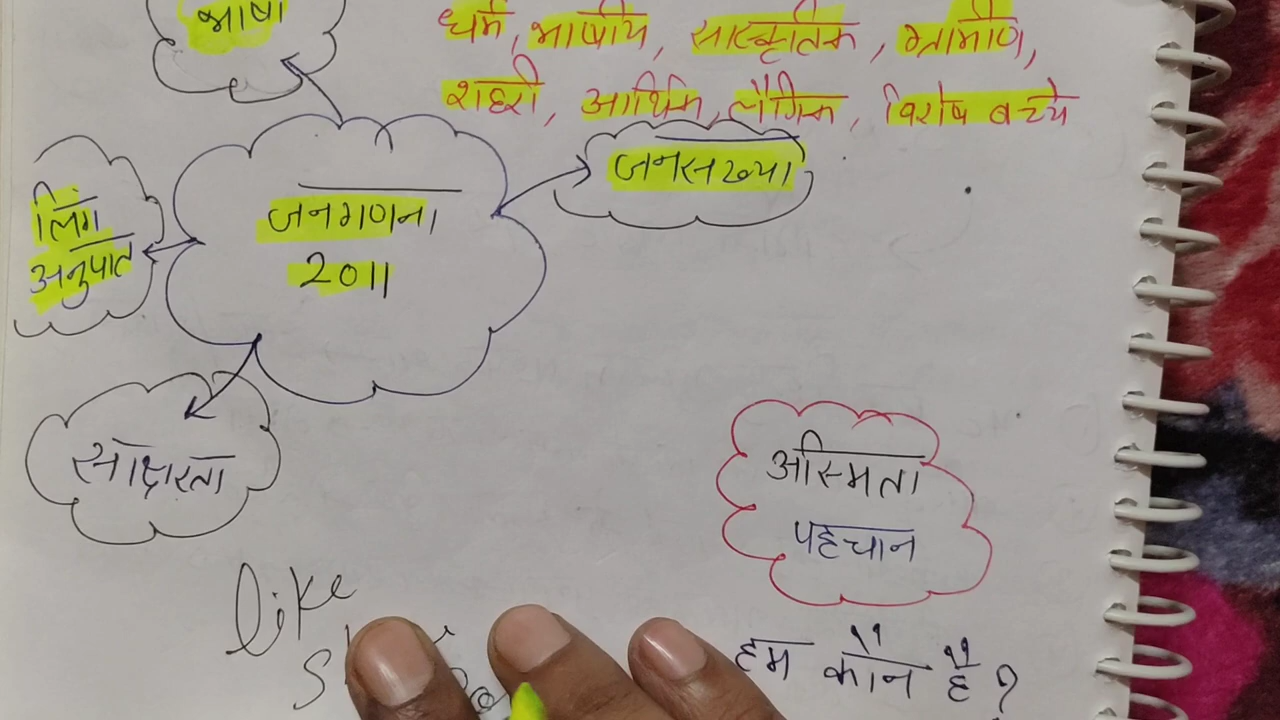 भाषा
धर्म, भाषीय, सांस्कृतिक, ग्रामीण,
शहरी, आर्थिक, लैंगिक, विशेष बच्चे
जनसंख्या
जनगणना
2011
लिंग
अनुपात
साक्षरता
अस्मिता
पहचान
like
हम कौन है ?